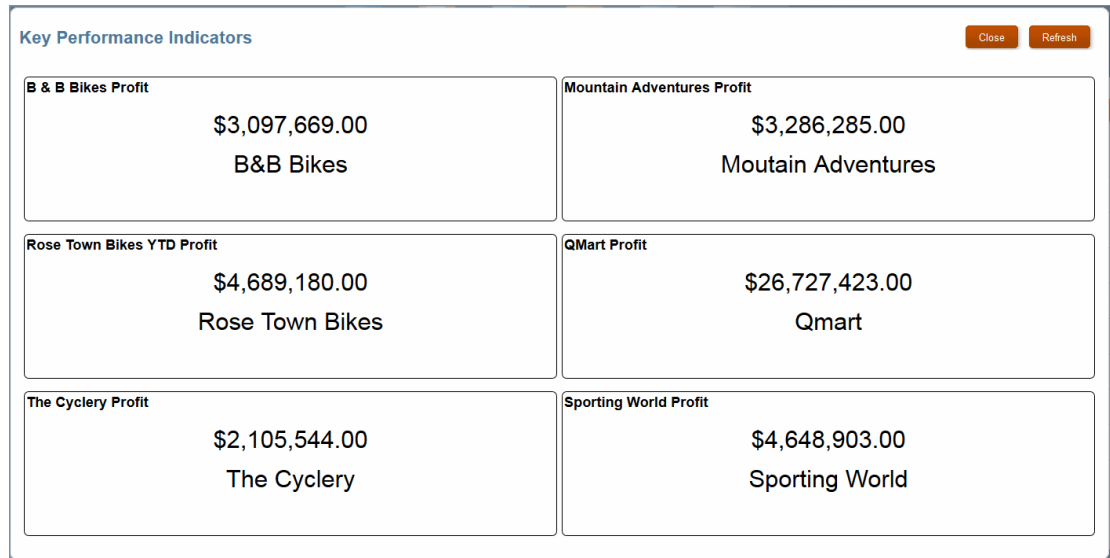 Key Performance Indicators
Close
Refresh
B & B Bikes Profit
$3,097,669.00
B&B Bikes
Mountain Adventures Profit
$3,286,285.00
Moutain Adventures
Rose Town Bikes YTD Profit
$4,689,180.00
Rose Town Bikes
QMart Profit
$26,727,423.00
Qmart
The Cyclery Profit
$2,105,544.00
The Cyclery
Sporting World Profit
$4,648,903.00
Sporting World